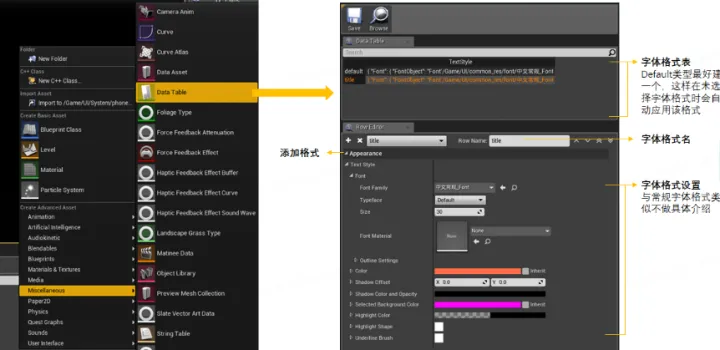 Folder
New Folder
C++ Class
New C++ Class...
Import Asset
Import to /Game/UI/System/phone...
Create Basic Asset
Blueprint Class
Level
Material
Particle System
Create Advanced Asset
Animation
Artificial Intelligence
Audiokinetic
Blendables
Blueprints
Materials & Textures
Media
Miscellaneous
Paper2D
Physics
Quest Graphs
Sounds
User Interface
Camera Anim
Curve
Curve Atlas
Data Asset
Data Table
Foliage Type
Force Feedback Attenuation
Force Feedback Effect
Haptic Feedback Effect Buffer
Haptic Feedback Effect Curve
Haptic Feedback Effect Sound Wave
Landscape Grass Type
Matinee Data
Object Library
Preview Mesh Collection
Slate Vector Art Data
String Table
添加格式
Save
Browse
Data Table
Search
TextStyle
default
{ "Font": { "FontObject": "Font'/Game/UI/common_res/font/中文常规_Font
title
{ "Font": { "FontObject": "Font'/Game/UI/common_res/font/中文常规_Font
Row Editor
title
Row Name:
title
Appearance
Text Style
Font
Font Family
中文常规_Font
Typeface
Default
Size
30
Font Material
None
None
Outline Settings
Color
Inherit
Shadow Offset
X 0.0
Y 0.0
Shadow Color and Opacity
Selected Background Color
Inherit
Highlight Color
Highlight Shape
Underline Brush
字体格式表
Default类型最好建
一个，这样在未选
择字体格式时会自
动应用该格式
字体格式名
字体格式设置
与常规字体格式类
似不做具体介绍